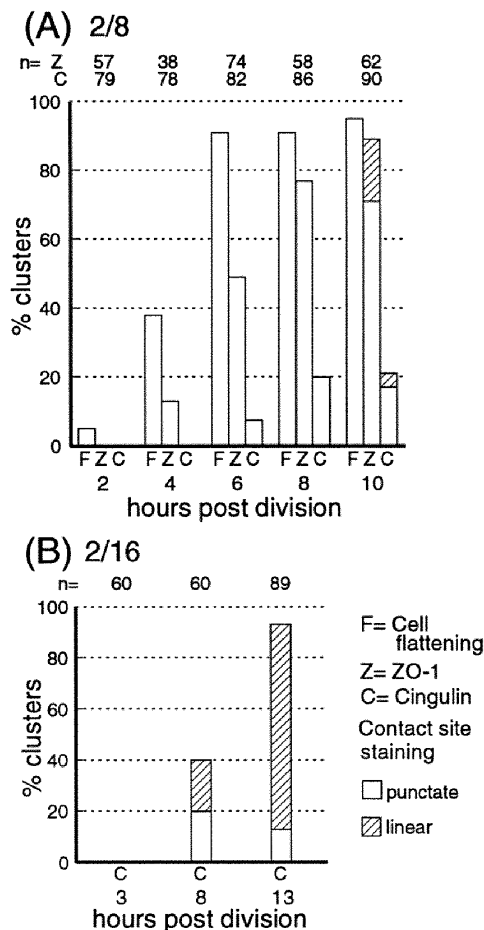 (A) 2/8
n= Z 57 38 74 58 62
C 79 78 82 86 90
100
80
60
40
20
0
% clusters
F Z C F Z C F Z C F Z C F Z C
2 4 6 8 10
hours post division
(B) 2/16
n= 60 60 89
100
80
60
40
20
0
% clusters
C C C
3 8 13
hours post division
F= Cell
flattening
Z= ZO-1
C= Cingulin
Contact site
staining
punctate
linear